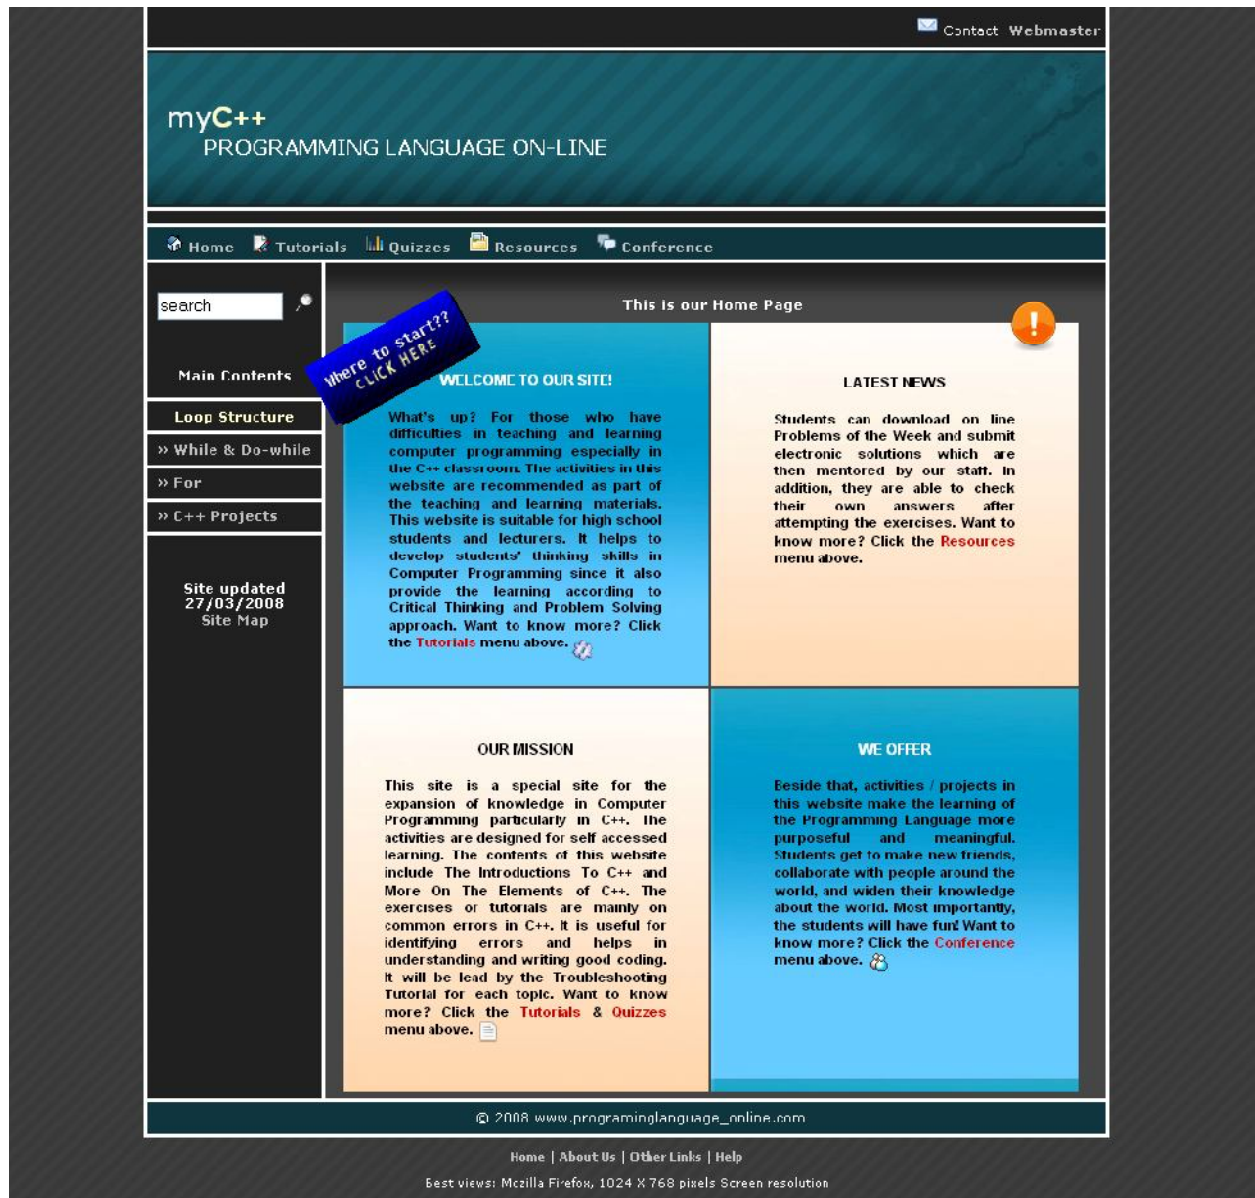 Contact Webmaster
myC++
PROGRAMMING LANGUAGE ON-LINE
Home Tutorials Quizzes Resources Conference
search
Main Contents
Loop Structure
» While & Do-while
» For
» C++ Projects
Site updated
27/03/2008
Site Map
This is our Home Page
Where to start??
CLICK HERE
WELCOME TO OUR SITE!
What's up? For those who have
difficulties in teaching and learning
computer programming especially in
the C++ classroom. The activities in this
website are recommended as part of
the teaching and learning materials.
This website is suitable for high school
students and lecturers. It helps to
develop students' thinking skills in
Computer Programming since it also
provide the learning according to
Critical Thinking and Problem Solving
approach. Want to know more? Click
the Tutorials menu above.
LATEST NEWS
Students can download on line
Problems of the Week and submit
electronic solutions which are
then mentored by our staff. In
addition, they are able to check
their own answers after
attempting the exercises. Want to
know more? Click the Resources
menu above.
OUR MISSION
This site is a special site for the
expansion of knowledge in Computer
Programming particularly in C++. The
activities are designed for self accessed
learning. The contents of this website
include The Introductions To C++ and
More On The Elements of C++. The
exercises or tutorials are mainly on
common errors in C++. It is useful for
identifying errors and helps in
understanding and writing good coding.
It will be lead by the Troubleshooting
Tutorial for each topic. Want to know
more? Click the Tutorials & Quizzes
menu above.
WE OFFER
Beside that, activities / projects in
this website make the learning of
the Programming Language more
purposeful and meaningful.
Students get to make new friends,
collaborate with people around the
world, and widen their knowledge
about the world. Most importantly,
the students will have fun! Want to
know more? Click the Conference
menu above.
© 2008 www.programinglanguage_online.com
Home | About Us | Other Links | Help
Best views: Mozilla Firefox, 1024 X 768 pixels Screen resolution